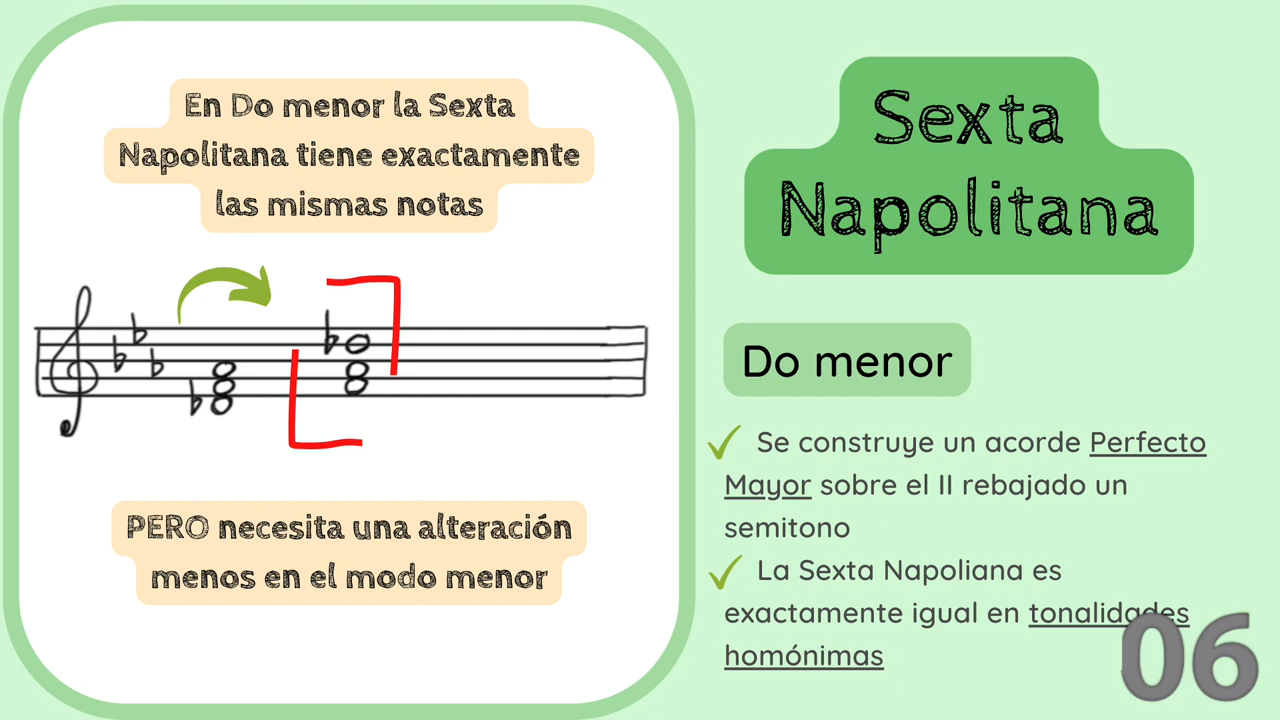 En Do menor la Sexta
Napolitana tiene exactamente
las mismas notas
PERO necesita una alteración
menos en el modo menor
Sexta
Napolitana
Do menor
Se construye un acorde Perfecto
Mayor sobre el II rebajado un
semitono
La Sexta Napoliana es
exactamente igual en tonalidades
homónimas
06